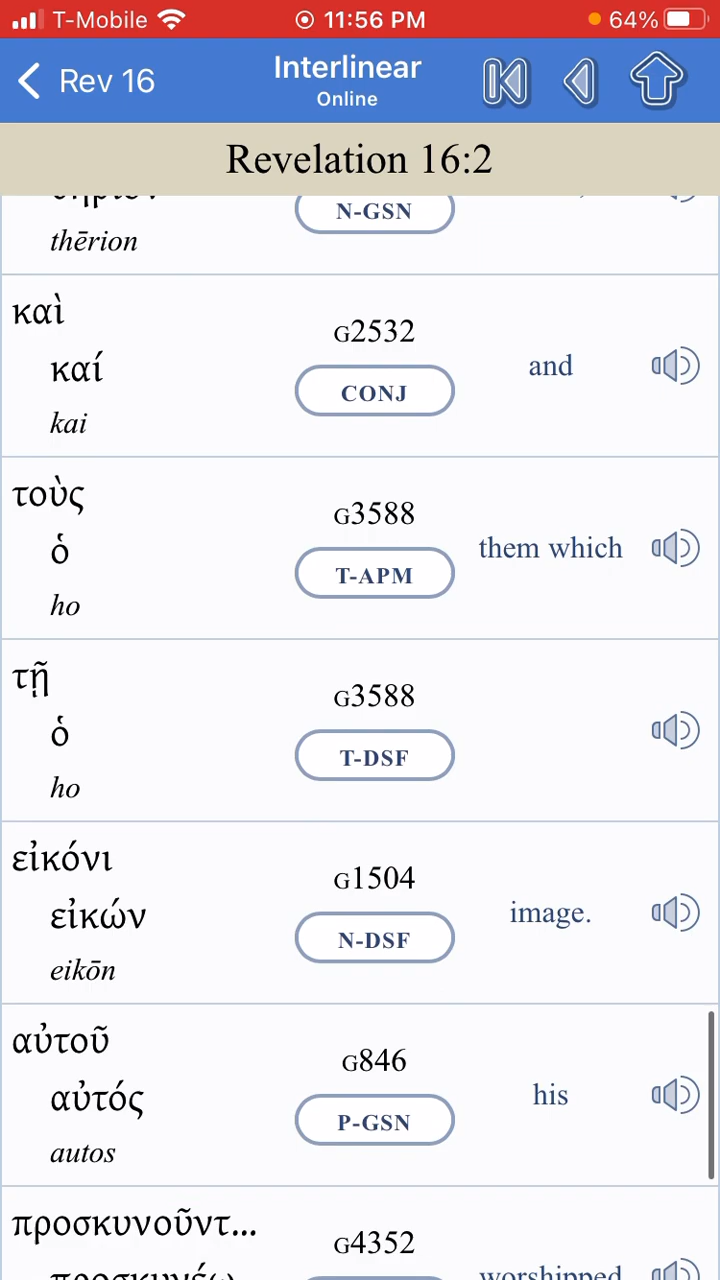 T-Mobile 11:56 PM 64%
Rev 16 Interlinear
Online
Revelation 16:2
N-GSN
thērion
καὶ
G2532
καί
CONJ
and
kai
τοὺς
G3588
ὁ
T-APM
them which
ho
τῇ
G3588
ὁ
T-DSF
ho
εἰκόνι
G1504
εἰκών
N-DSF
image.
eikōn
αὐτοῦ
G846
αὐτός
P-GSN
his
autos
προσκυνοῦντ...
G4352
προσκυνέω
worshipped